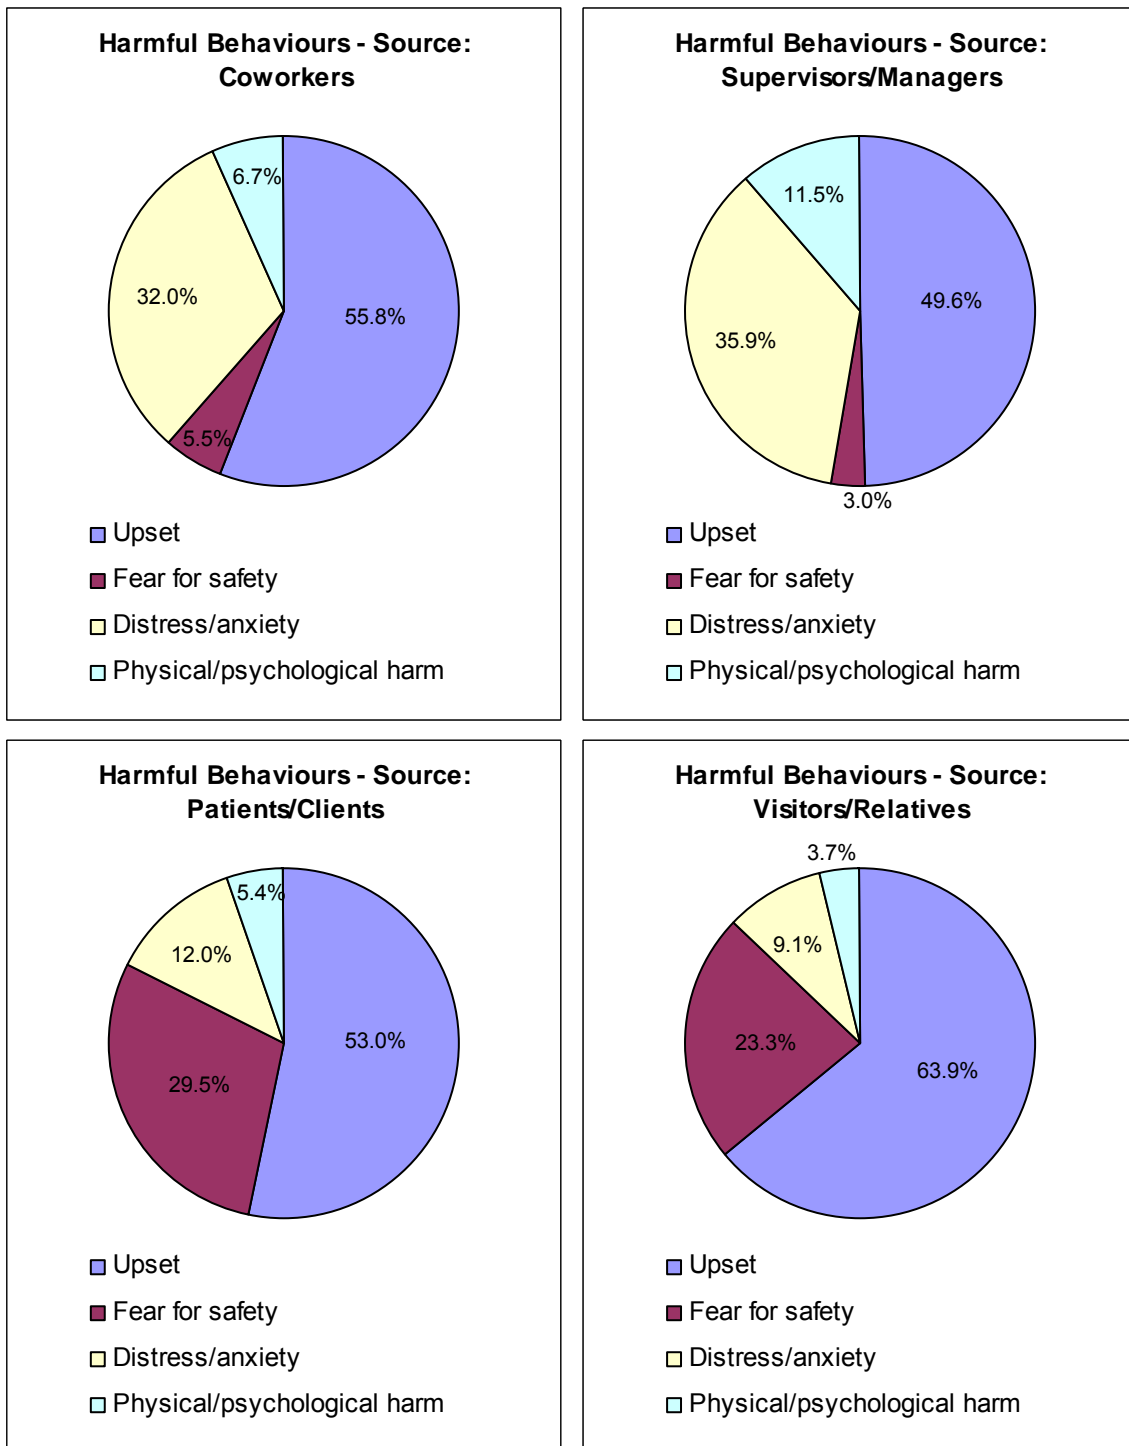 Harmful Behaviours - Source:
Coworkers
6.7%
32.0%
55.8%
5.5%
Upset
Fear for safety
Distress/anxiety
Physical/psychological harm
Harmful Behaviours - Source:
Supervisors/Managers
11.5%
49.6%
35.9%
3.0%
Upset
Fear for safety
Distress/anxiety
Physical/psychological harm
Harmful Behaviours - Source:
Patients/Clients
5.4%
12.0%
53.0%
29.5%
Upset
Fear for safety
Distress/anxiety
Physical/psychological harm
Harmful Behaviours - Source:
Visitors/Relatives
3.7%
9.1%
23.3%
63.9%
Upset
Fear for safety
Distress/anxiety
Physical/psychological harm